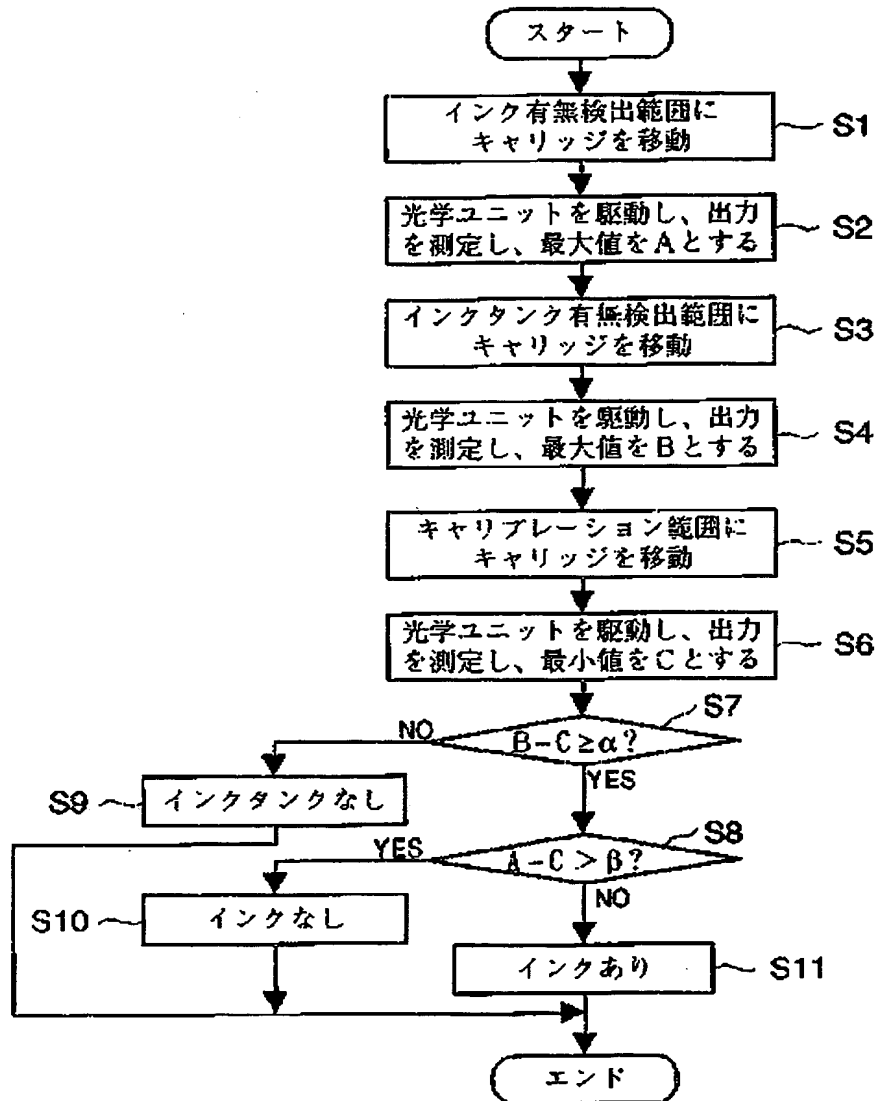 スタート
インク有無検出範囲に
キャリッジを移動
S1
光学ユニットを駆動し、出力
を測定し、最大値をAとする
S2
インクタンク有無検出範囲に
キャリッジを移動
S3
光学ユニットを駆動し、出力
を測定し、最大値をBとする
S4
キャリブレーション範囲に
キャリッジを移動
S5
光学ユニットを駆動し、出力
を測定し、最小値をCとする
S6
S7
B-C≥α?
NO
YES
S9
インクタンクなし
S8
A-C>β?
YES
NO
S10
インクなし
インクあり
S11
エンド